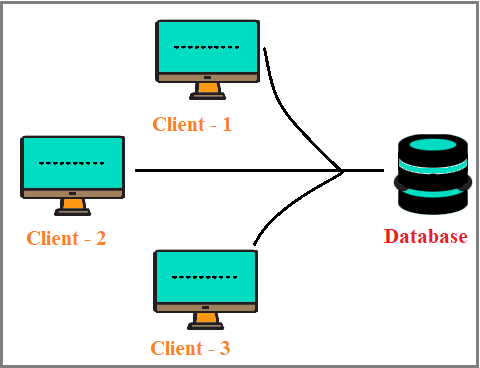 Client - 1
Client - 2
Database
Client - 3